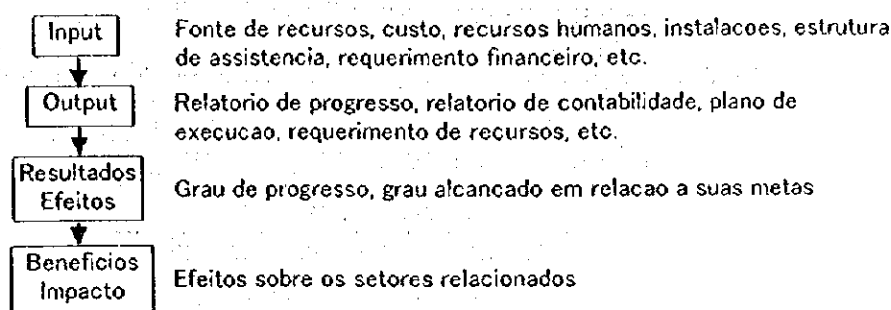 Input
Fonte de recursos, custo, recursos humanos, instalacoes, estrutura
de assistencia, requerimento financeiro, etc.
Output
Relatorio de progresso, relatorio de contabilidade, plano de
execucao, requerimento de recursos, etc.
Resultados
Efeitos
Grau de progresso, grau alcancado em relacao a suas metas
Beneficios
Impacto
Efeitos sobre os setores relacionados